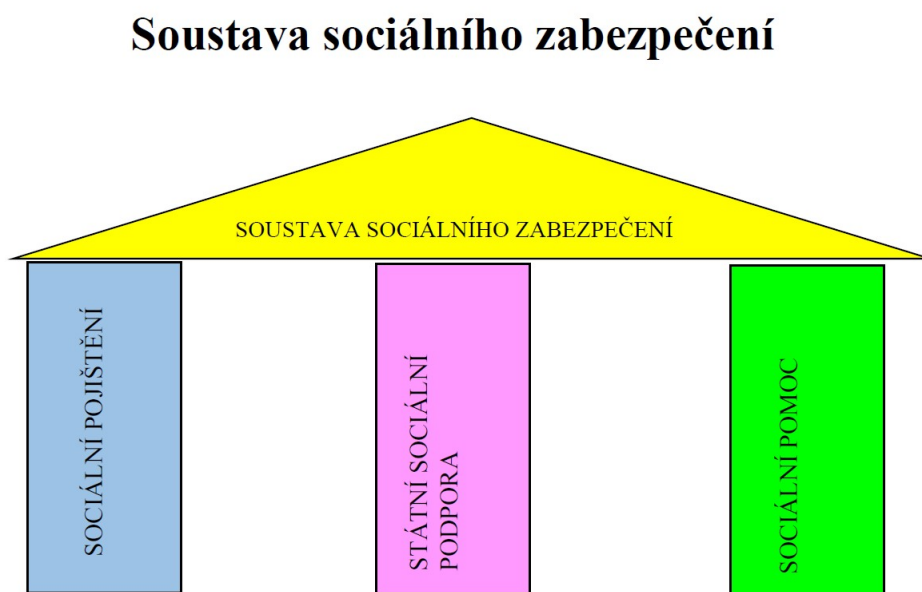 Soustava sociálního zabezpečení
SOUSTAVA SOCIÁLNÍHO ZABEZPEČENÍ
SOCIÁLNÍ POJIŠTĚNÍ
STÁTNÍ SOCIÁLNÍ
PODPORA
SOCIÁLNÍ POMOC